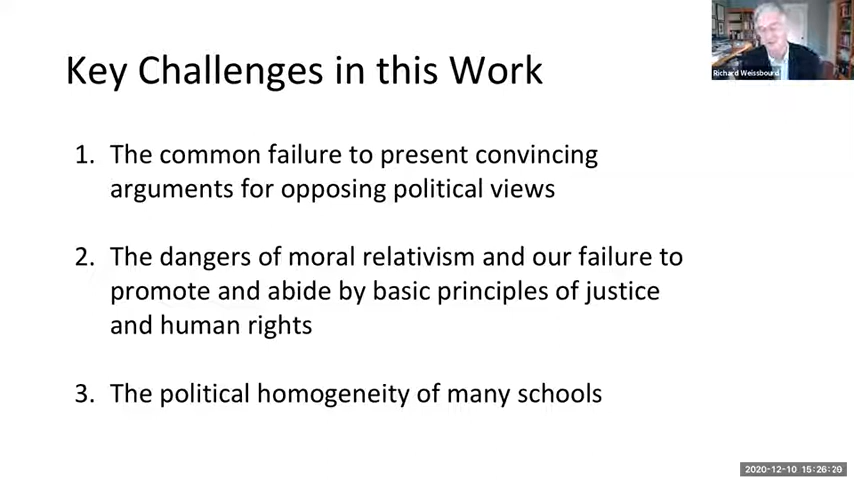 Key Challenges in this Work
Richard Weissbourd
1. The common failure to present convincing
arguments for opposing political views
2. The dangers of moral relativism and our failure to
promote and abide by basic principles of justice
and human rights
3. The political homogeneity of many schools
2020-12-10 15:26:20